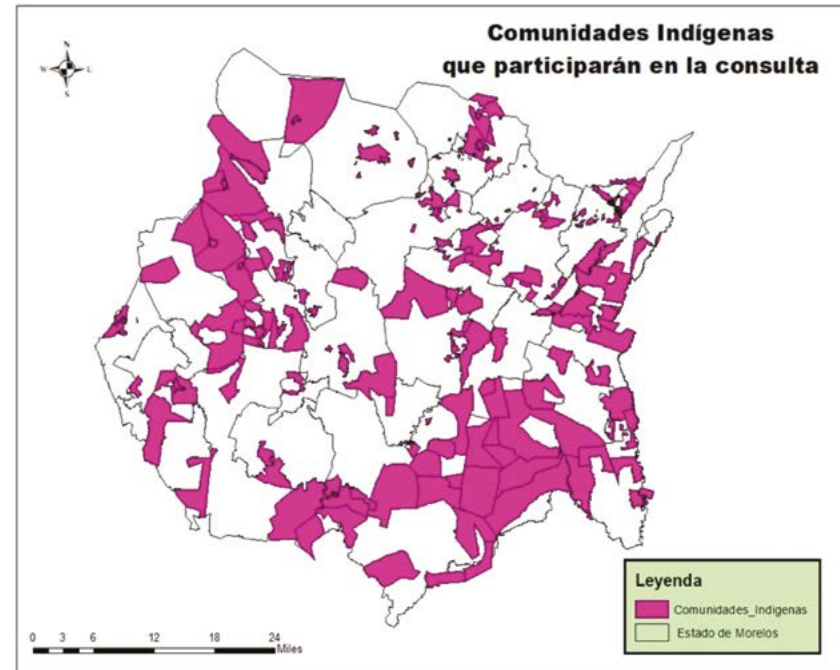 Comunidades Indígenas
que participarán en la consulta
N
W E
S
Leyenda
Comunidades_Indigenas
Estado de Morelos
0 3 6 12 18 24
Miles